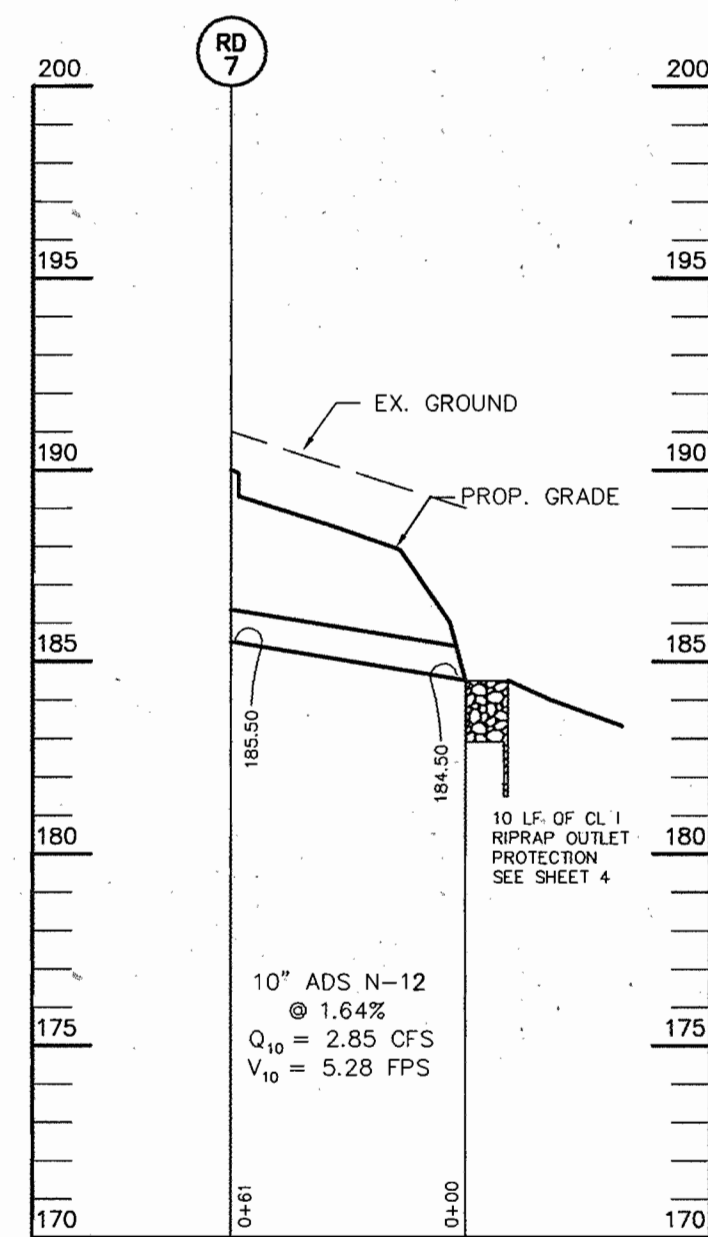 RD
7
200
200
195
195
EX. GROUND
190
190
PROP. GRADE
185
185
185.50
184.50
10 LF. OF CL I
RIPRAP OUTLET
PROTECTION
SEE SHEET 4
180
180
10" ADS N-12
@ 1.64%
Q10 = 2.85 CFS
V10 = 5.28 FPS
175
175
0+61
0+00
170
170